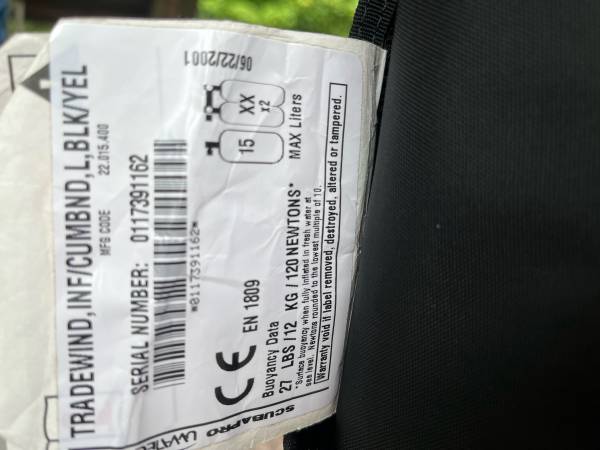 TRADEWIND,INF/CUMBND,L,BLK/YEL
MFG CODE 22.015.400
SERIAL NUMBER: 0117391162
*0117391162*
06/22/2001
CE EN 1809
15 XX x2
MAX Liters
Buoyancy Data
27 LBS/12 KG/120NEWTONS*
*Surface buoyancy when fully inflated in fresh water at
sea level. Newtons rounded to the lowest multiple of 10.
Warranty void if label removed, destroyed, altered or tampered.
SCUBAPRO